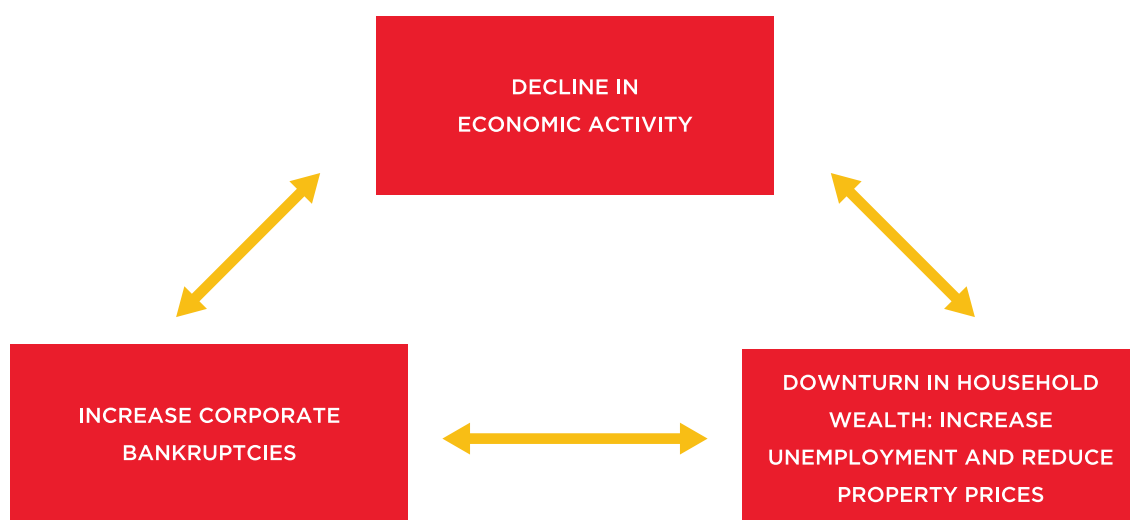 DECLINE IN
ECONOMIC ACTIVITY
INCREASE CORPORATE
BANKRUPTCIES
DOWNTURN IN HOUSEHOLD
WEALTH: INCREASE
UNEMPLOYMENT AND REDUCE
PROPERTY PRICES